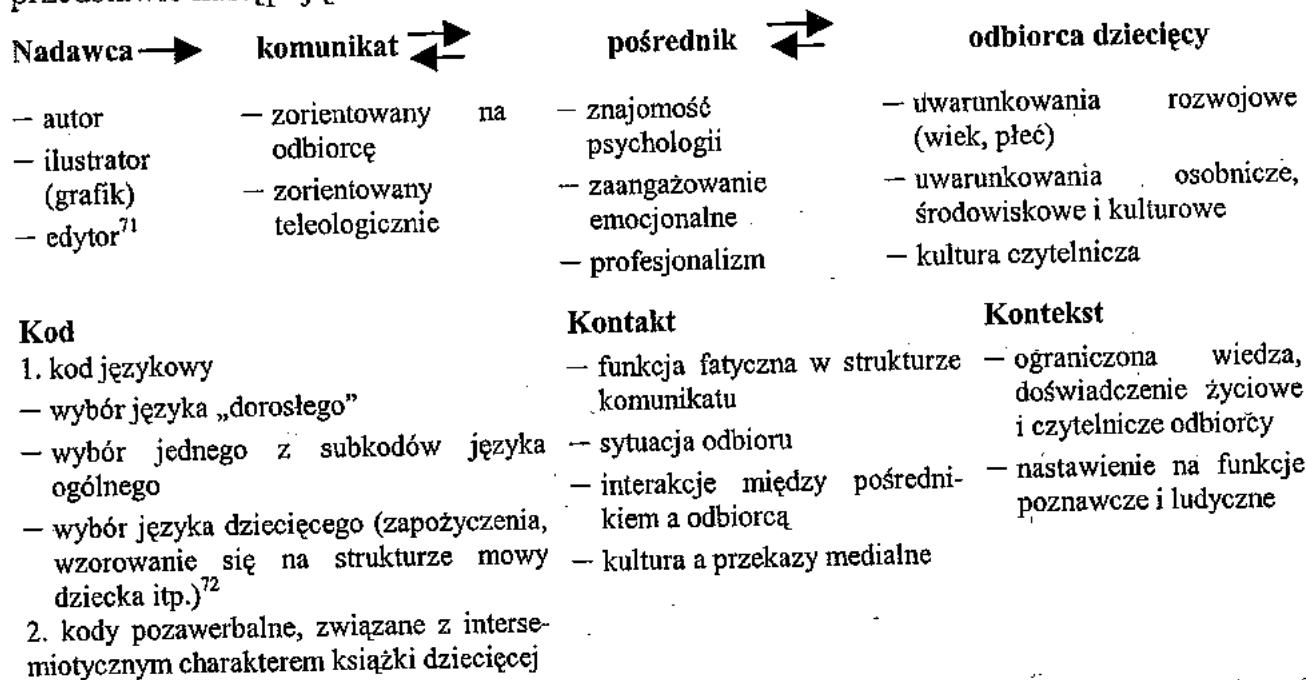 Nadawca → komunikat ⇄ pośrednik ⇄ odbiorca dziecięcy
— autor
— ilustrator
(grafik)
— edytor71
— zorientowany na
odbiorcę
— zorientowany
teleologicznie
— znajomość
psychologii
— zaangażowanie
emocjonalne
— profesjonalizm
— uwarunkowania rozwojowe
(wiek, płeć)
— uwarunkowania osobnicze,
środowiskowe i kulturowe
— kultura czytelnicza
Kod
1. kod językowy
— wybór języka „dorosłego”
— wybór jednego z subkodów języka
ogólnego
— wybór języka dziecięcego (zapożyczenia,
wzorowanie się na strukturze mowy
dziecka itp.)72
2. kody pozawerbalne, związane z interse-
miotycznym charakterem książki dziecięcej
Kontakt
— funkcja fatyczna w strukturze
komunikatu
— sytuacja odbioru
— interakcje między pośredni-
kiem a odbiorcą
— kultura a przekazy medialne
Kontekst
— ograniczona wiedza,
doświadczenie życiowe
i czytelnicze odbiorcy
— nastawienie na funkcje
poznawcze i ludyczne